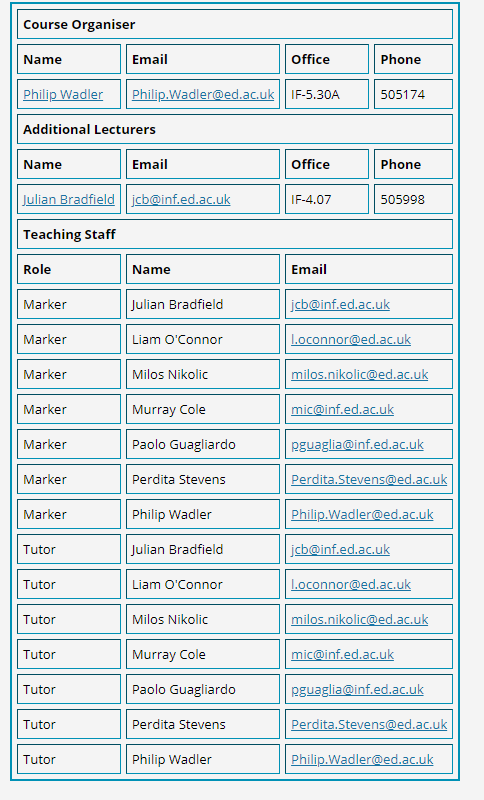 Course Organiser
Name Email Office Phone
Philip Wadler Philip.Wadler@ed.ac.uk IF-5.30A 505174
Additional Lecturers
Name Email Office Phone
Julian Bradfield jcb@inf.ed.ac.uk IF-4.07 505998
Teaching Staff
Role Name Email
Marker Julian Bradfield jcb@inf.ed.ac.uk
Marker Liam O'Connor l.oconnor@ed.ac.uk
Marker Milos Nikolic milos.nikolic@ed.ac.uk
Marker Murray Cole mic@inf.ed.ac.uk
Marker Paolo Guagliardo pguaglia@inf.ed.ac.uk
Marker Perdita Stevens Perdita.Stevens@ed.ac.uk
Marker Philip Wadler Philip.Wadler@ed.ac.uk
Tutor Julian Bradfield jcb@inf.ed.ac.uk
Tutor Liam O'Connor l.oconnor@ed.ac.uk
Tutor Milos Nikolic milos.nikolic@ed.ac.uk
Tutor Murray Cole mic@inf.ed.ac.uk
Tutor Paolo Guagliardo pguaglia@inf.ed.ac.uk
Tutor Perdita Stevens Perdita.Stevens@ed.ac.uk
Tutor Philip Wadler Philip.Wadler@ed.ac.uk